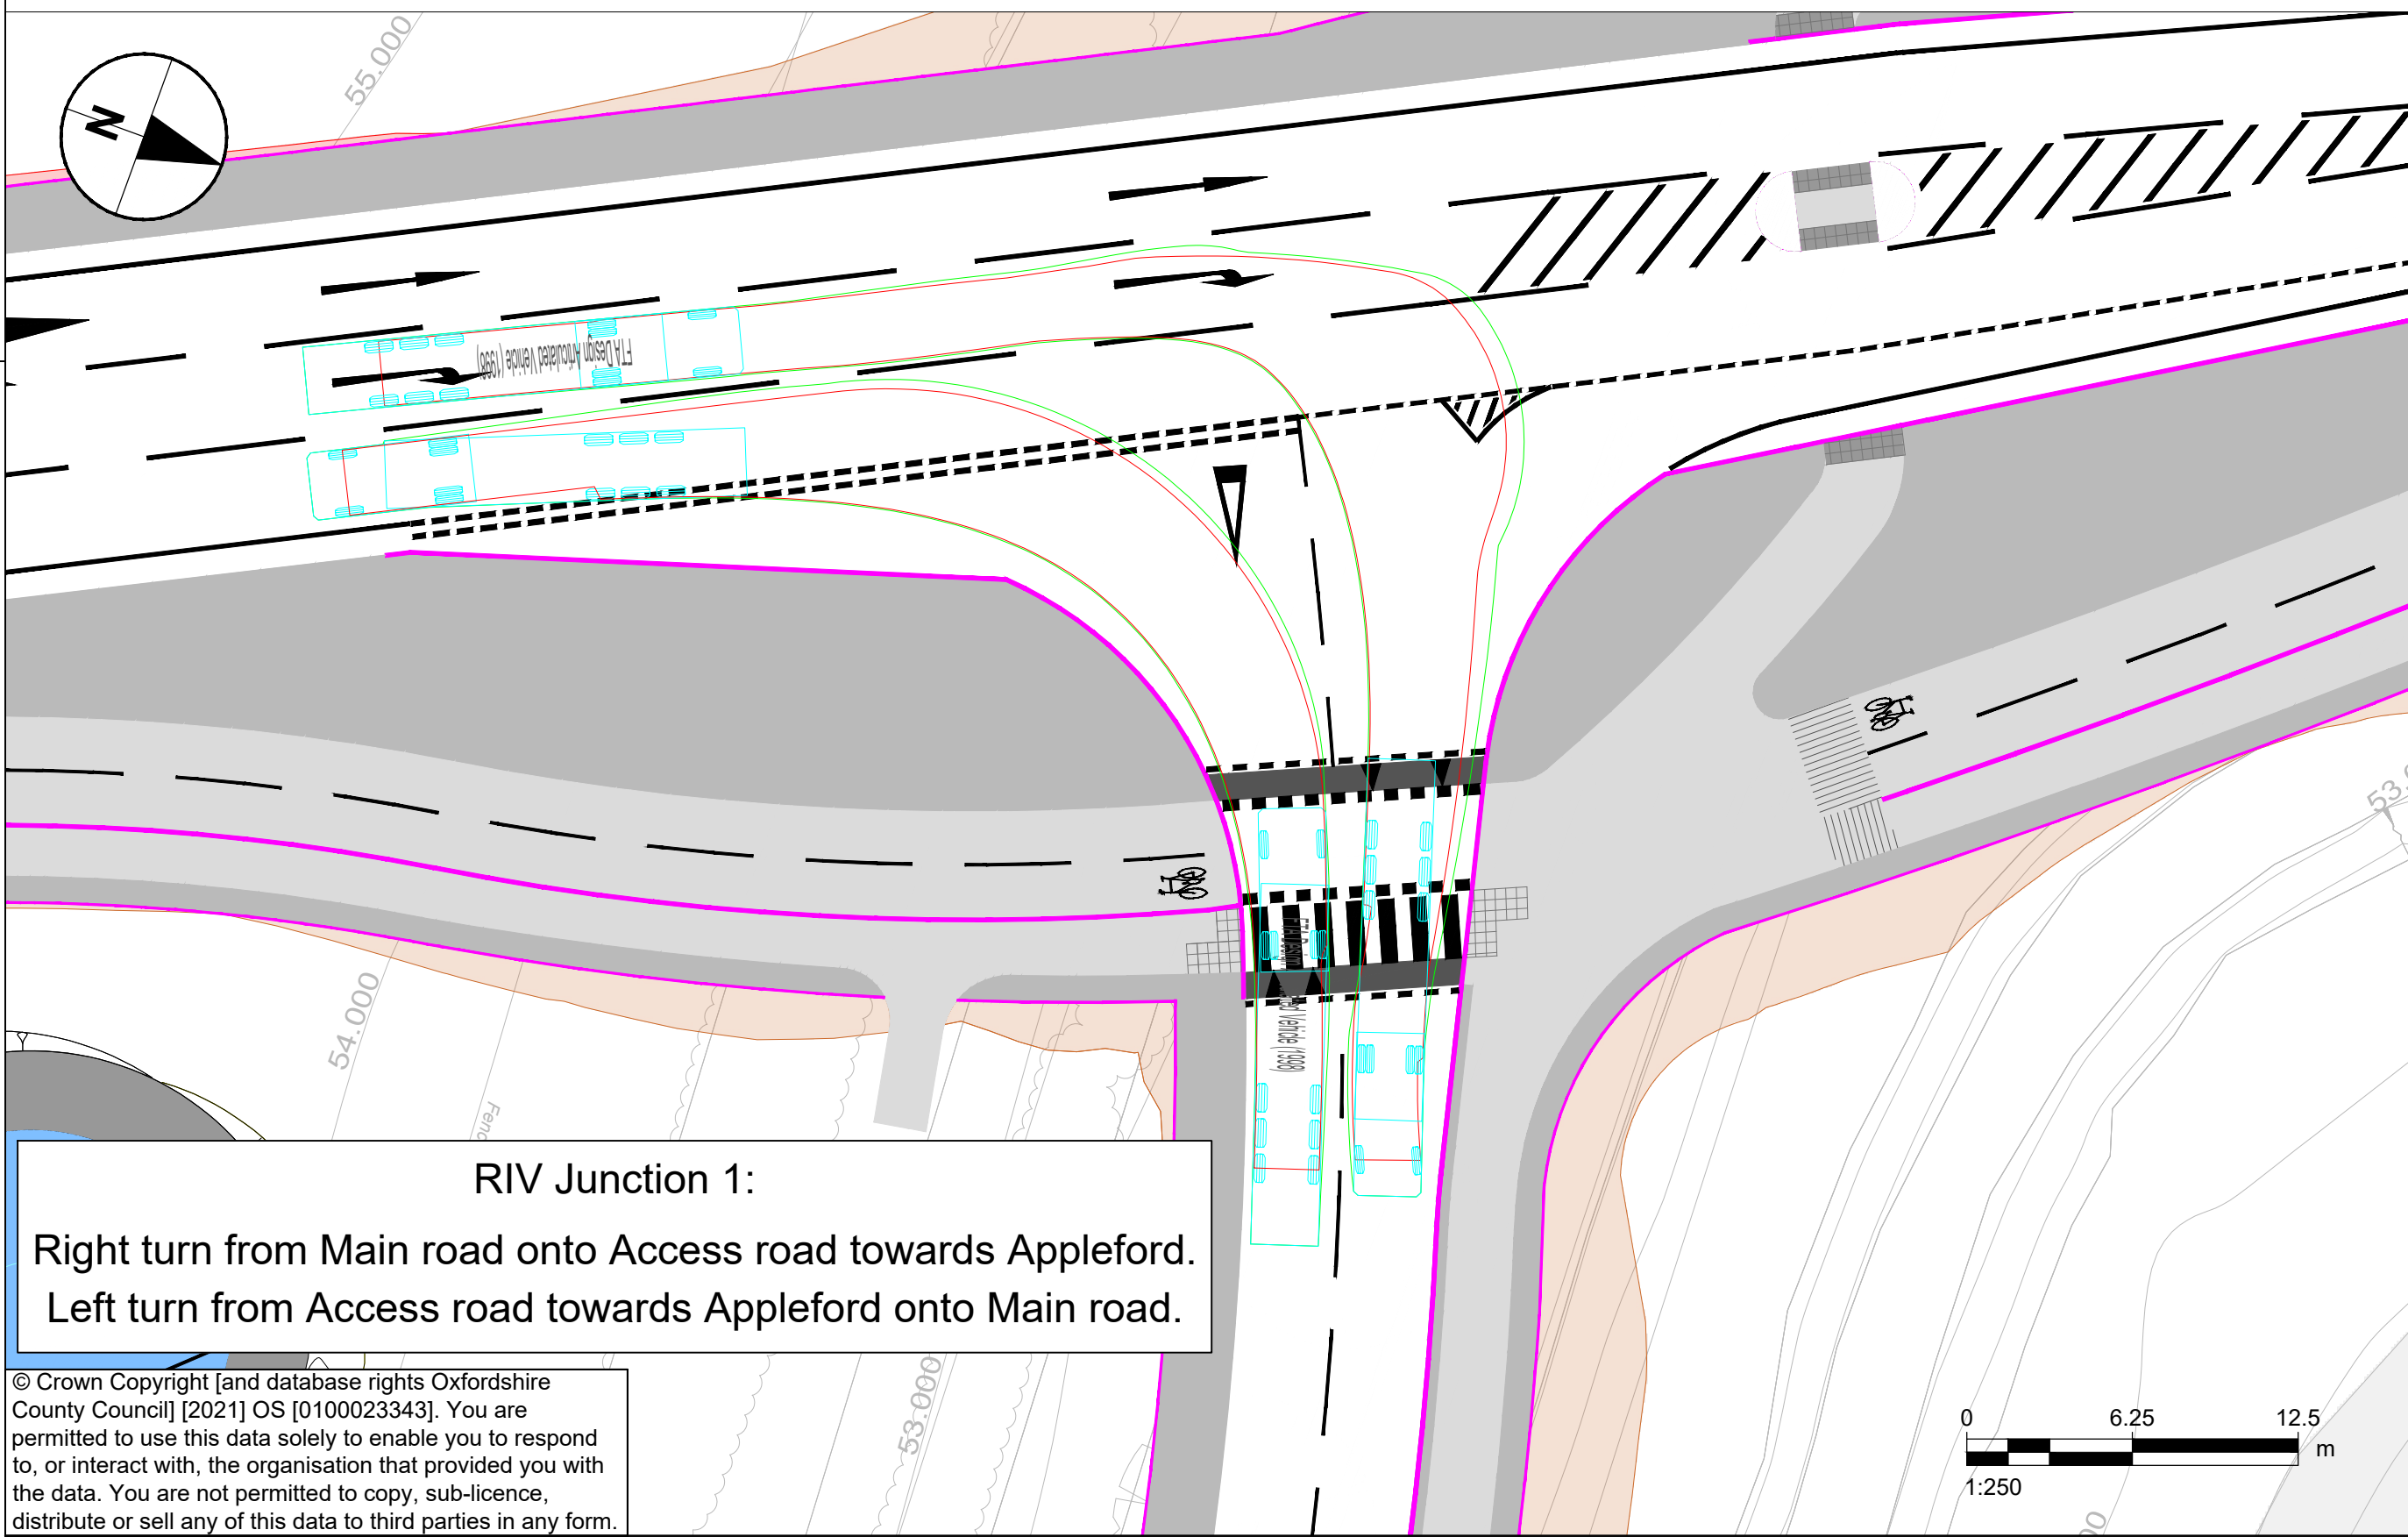 55.000
N
FTA Design Articulated Vehicle (1998)
54.000
Fenc
53.000
RIV Junction 1:
Right turn from Main road onto Access road towards Appleford.
Left turn from Access road towards Appleford onto Main road.
© Crown Copyright [and database rights Oxfordshire
County Council] [2021] OS [0100023343]. You are
permitted to use this data solely to enable you to respond
to, or interact with, the organisation that provided you with
the data. You are not permitted to copy, sub-licence,
distribute or sell any of this data to third parties in any form.
0 6.25 12.5
m
1:250